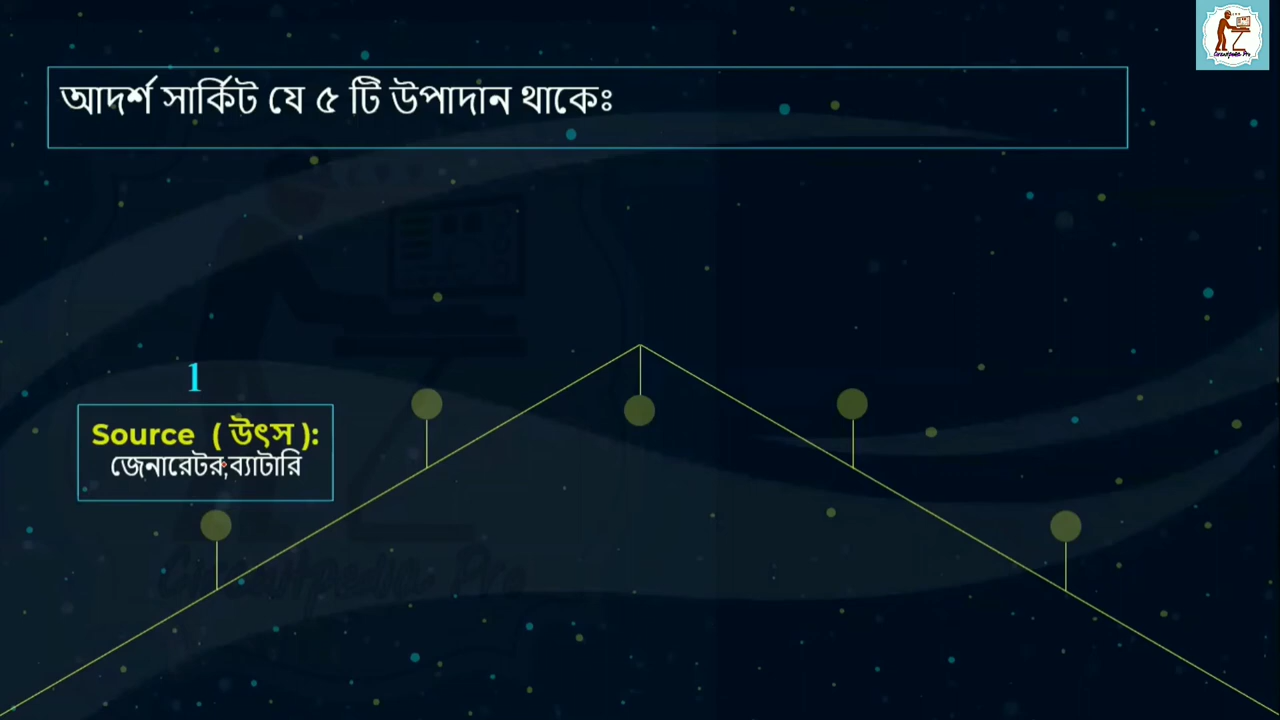 আদর্শ সার্কিট যে ৫ টি উপাদান থাকেঃ
1
Source ( উৎস ):
জেনারেটর,ব্যাটারি